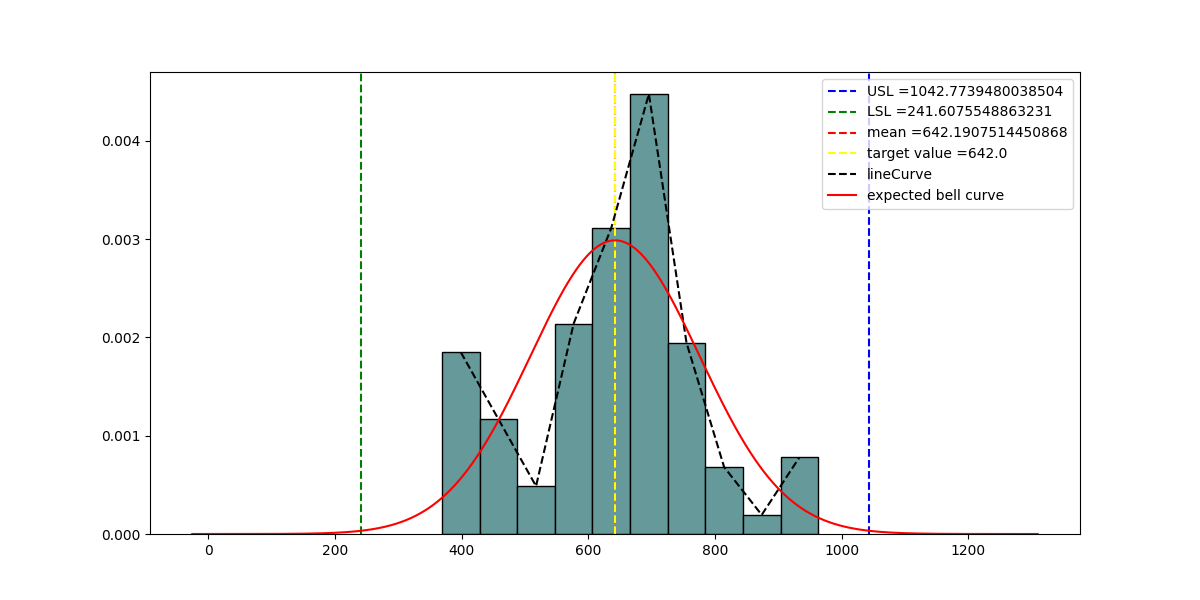 USL =1042.7739480038504
LSL =241.6075548863231
mean =642.1907514450868
target value =642.0
lineCurve
expected bell curve
0.004
0.003
0.002
0.001
0.000
0 200 400 600 800 1000 1200